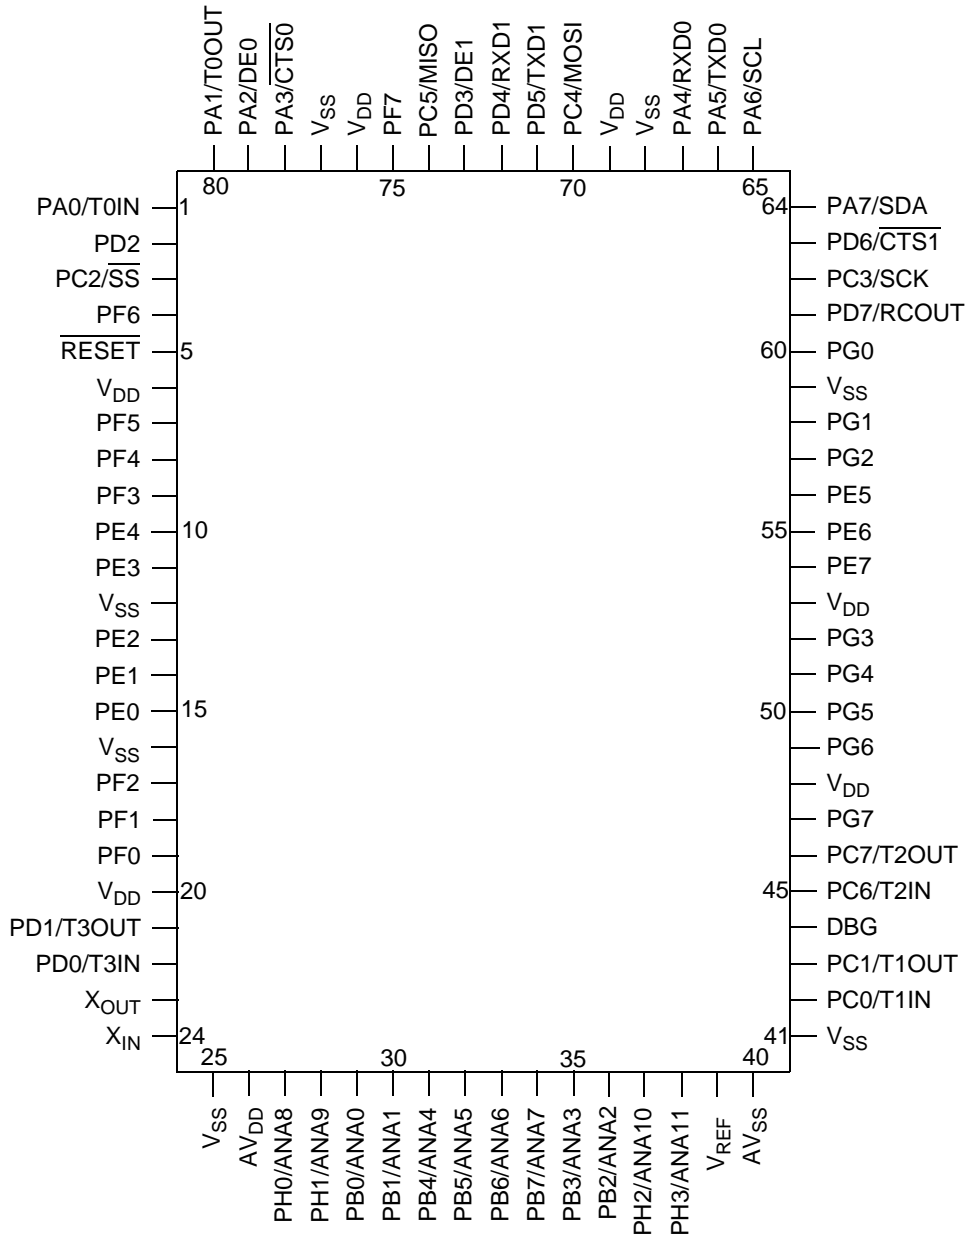 PA1/T0OUT
PA2/DE0
PA3/CTS0
VSS
VDD
PF7
PC5/MISO
PD3/DE1
PD4/RXD1
PD5/TXD1
PC4/MOSI
VDD
VSS
PA4/RXD0
PA5/TXD0
PA6/SCL
80 75 70 65
PA0/T0IN 1 64 PA7/SDA
PD2 PD6/CTS1
PC2/SS PC3/SCK
PF6 PD7/RCOUT
RESET 5 60 PG0
VDD VSS
PF5 PG1
PF4 PG2
PF3 PE5
PE4 10 55 PE6
PE3 PE7
VSS VDD
PE2 PG3
PE1 PG4
PE0 15 50 PG5
VSS PG6
PF2 VDD
PF1 PG7
PF0 PC7/T2OUT
VDD 20 45 PC6/T2IN
PD1/T3OUT DBG
PD0/T3IN PC1/T1OUT
XOUT PC0/T1IN
XIN 24 41 VSS
25 30 35 40
VSS
AVDD
PH0/ANA8
PH1/ANA9
PB0/ANA0
PB1/ANA1
PB4/ANA4
PB5/ANA5
PB6/ANA6
PB7/ANA7
PB3/ANA3
PB2/ANA2
PH2/ANA10
PH3/ANA11
VREF
AVSS